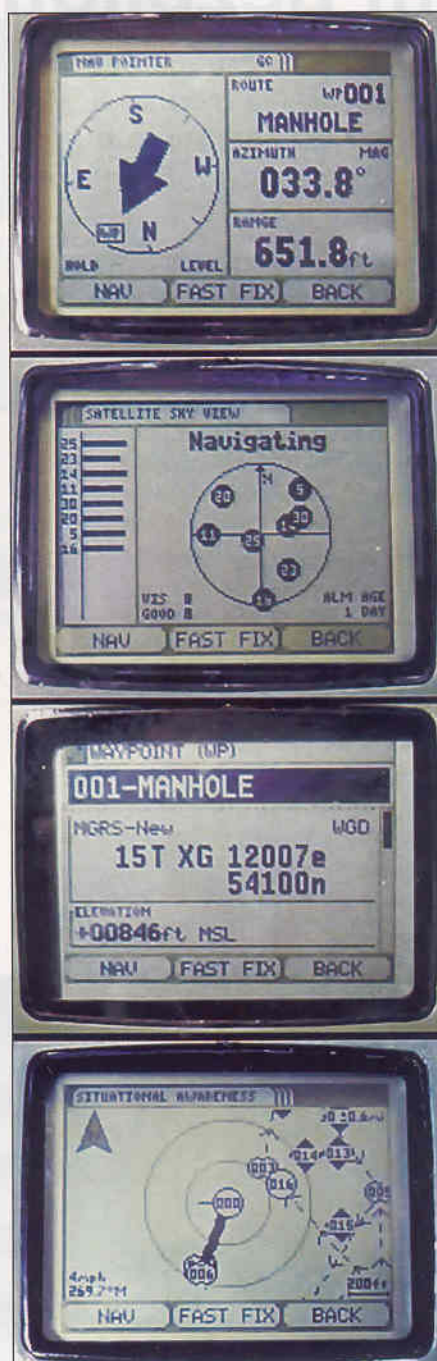 NAV POINTER GO
ROUTE WP001
MANHOLE
AZIMUTH MAG
033.8°
RANGE
651.8ft
S
E
W
N
WP
HOLD LEVEL
NAV FAST FIX BACK
SATELLITE SKY VIEW
25
23
14
11
30
20
5
16
Navigating
N
20
5
30
11
25
23
VIS 8
GOOD 8
ALM AGE
1 DAY
NAV FAST FIX BACK
WAYPOINT (WP)
001-MANHOLE
MGRS-New WGD
15T XG 12007e
54100n
ELEVATION
+00846ft MSL
NAV FAST FIX BACK
SITUATIONAL AWARENESS
003
014
013
016
000
015
006
4mph
269.7°M
200ft
NAV FAST FIX BACK